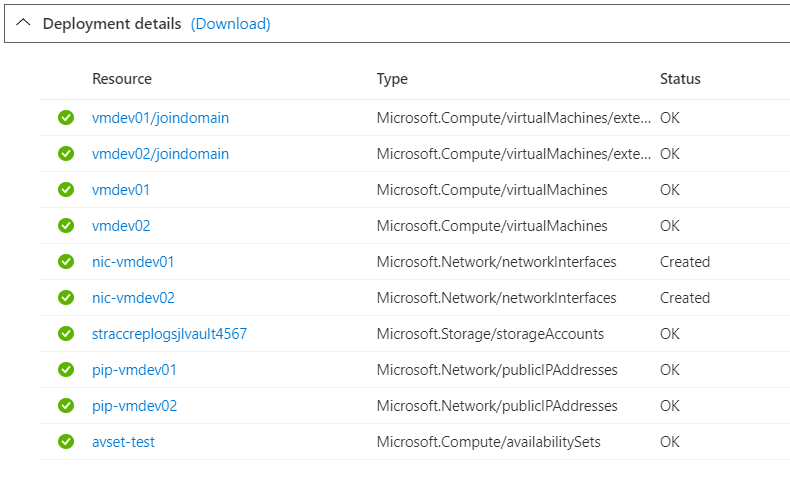 Deployment details (Download)
Resource Type Status
vmdev01/joindomain Microsoft.Compute/virtualMachines/exte... OK
vmdev02/joindomain Microsoft.Compute/virtualMachines/exte... OK
vmdev01 Microsoft.Compute/virtualMachines OK
vmdev02 Microsoft.Compute/virtualMachines OK
nic-vmdev01 Microsoft.Network/networkInterfaces Created
nic-vmdev02 Microsoft.Network/networkInterfaces Created
straccreplogsjlvault4567 Microsoft.Storage/storageAccounts OK
pip-vmdev01 Microsoft.Network/publicIPAddresses OK
pip-vmdev02 Microsoft.Network/publicIPAddresses OK
avset-test Microsoft.Compute/availabilitySets OK